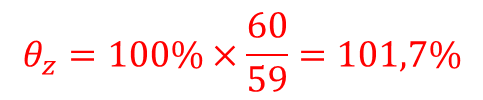 θ_z = 100% × 60/59 = 101,7%